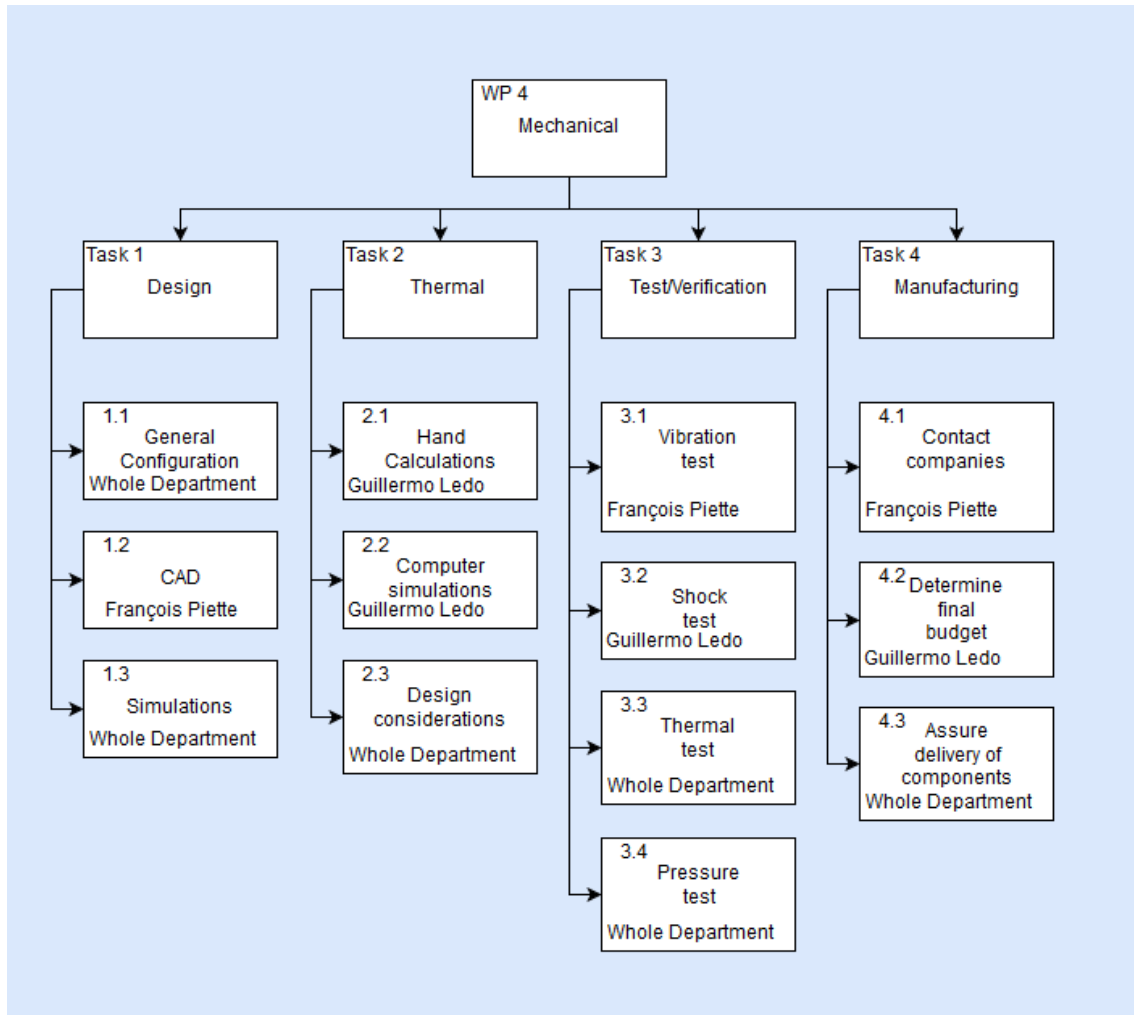 WP 4
Mechanical
Task 1
Design
Task 2
Thermal
Task 3
Test/Verification
Task 4
Manufacturing
1.1
General
Configuration
Whole Department
1.2
CAD
François Piette
1.3
Simulations
Whole Department
2.1
Hand
Calculations
Guillermo Ledo
2.2
Computer
simulations
Guillermo Ledo
2.3
Design
considerations
Whole Department
3.1
Vibration
test
François Piette
3.2
Shock
test
Guillermo Ledo
3.3
Thermal
test
Whole Department
3.4
Pressure
test
Whole Department
4.1
Contact
companies
François Piette
4.2
Determine
final
budget
Guillermo Ledo
4.3
Assure
delivery of
components
Whole Department